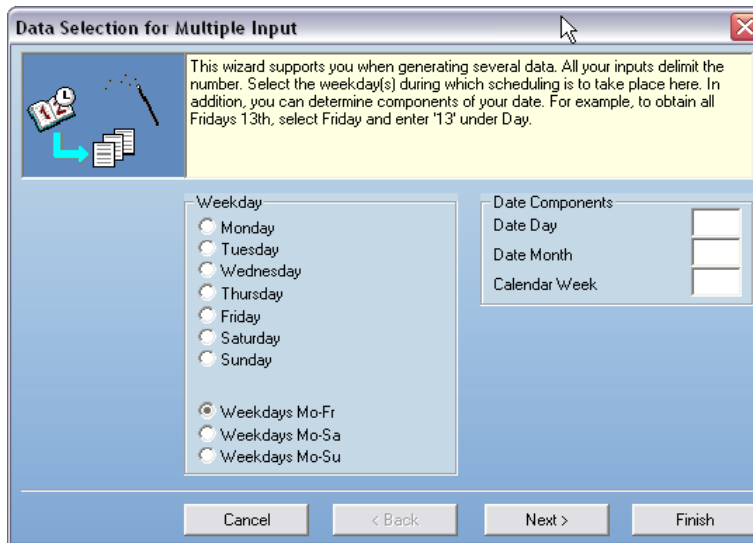 Data Selection for Multiple Input
This wizard supports you when generating several data. All your inputs delimit the
number. Select the weekday(s) during which scheduling is to take place here. In
addition, you can determine components of your date. For example, to obtain all
Fridays 13th, select Friday and enter '13' under Day.
Weekday
Monday
Tuesday
Wednesday
Thursday
Friday
Saturday
Sunday
Weekdays Mo-Fr
Weekdays Mo-Sa
Weekdays Mo-Su
Date Components
Date Day
Date Month
Calendar Week
Cancel
< Back
Next >
Finish